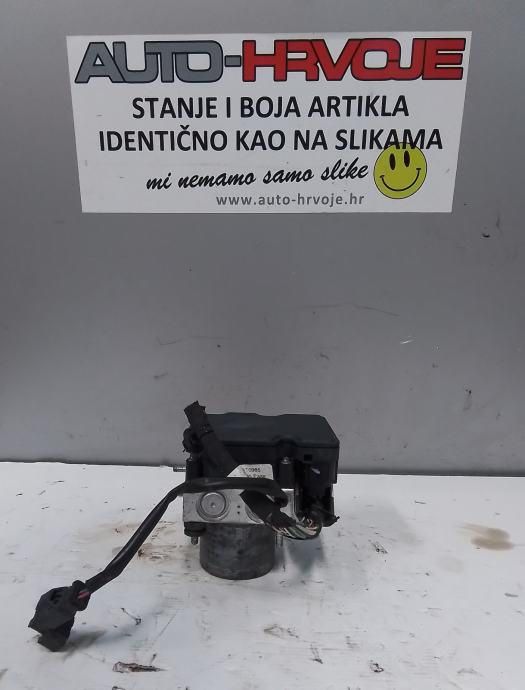 AUTO-HRVOJE
STANJE I BOJA ARTIKLA
IDENTIČNO KAO NA SLIKAMA
mi nemamo samo slike
www.auto-hrvoje.hr